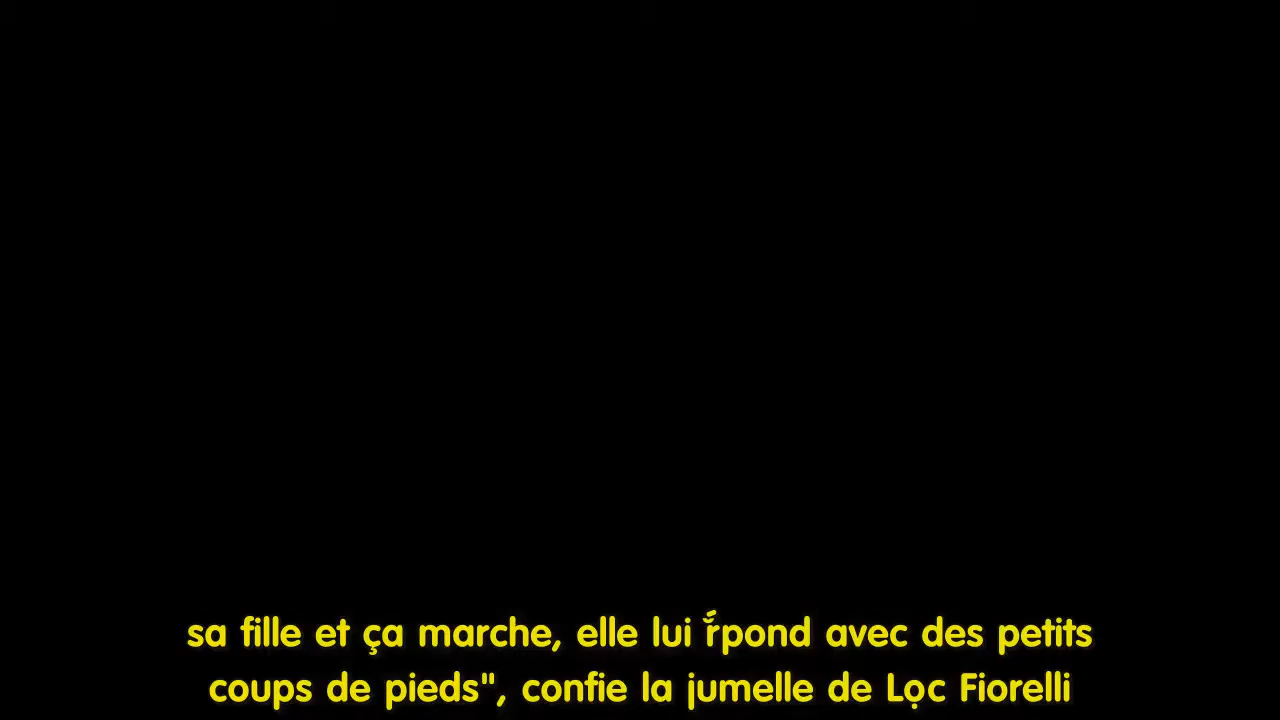 sa fille et ça marche, elle lui ŕ̃pond avec des petits
coups de pieds", confie la jumelle de Lọc Fiorelli